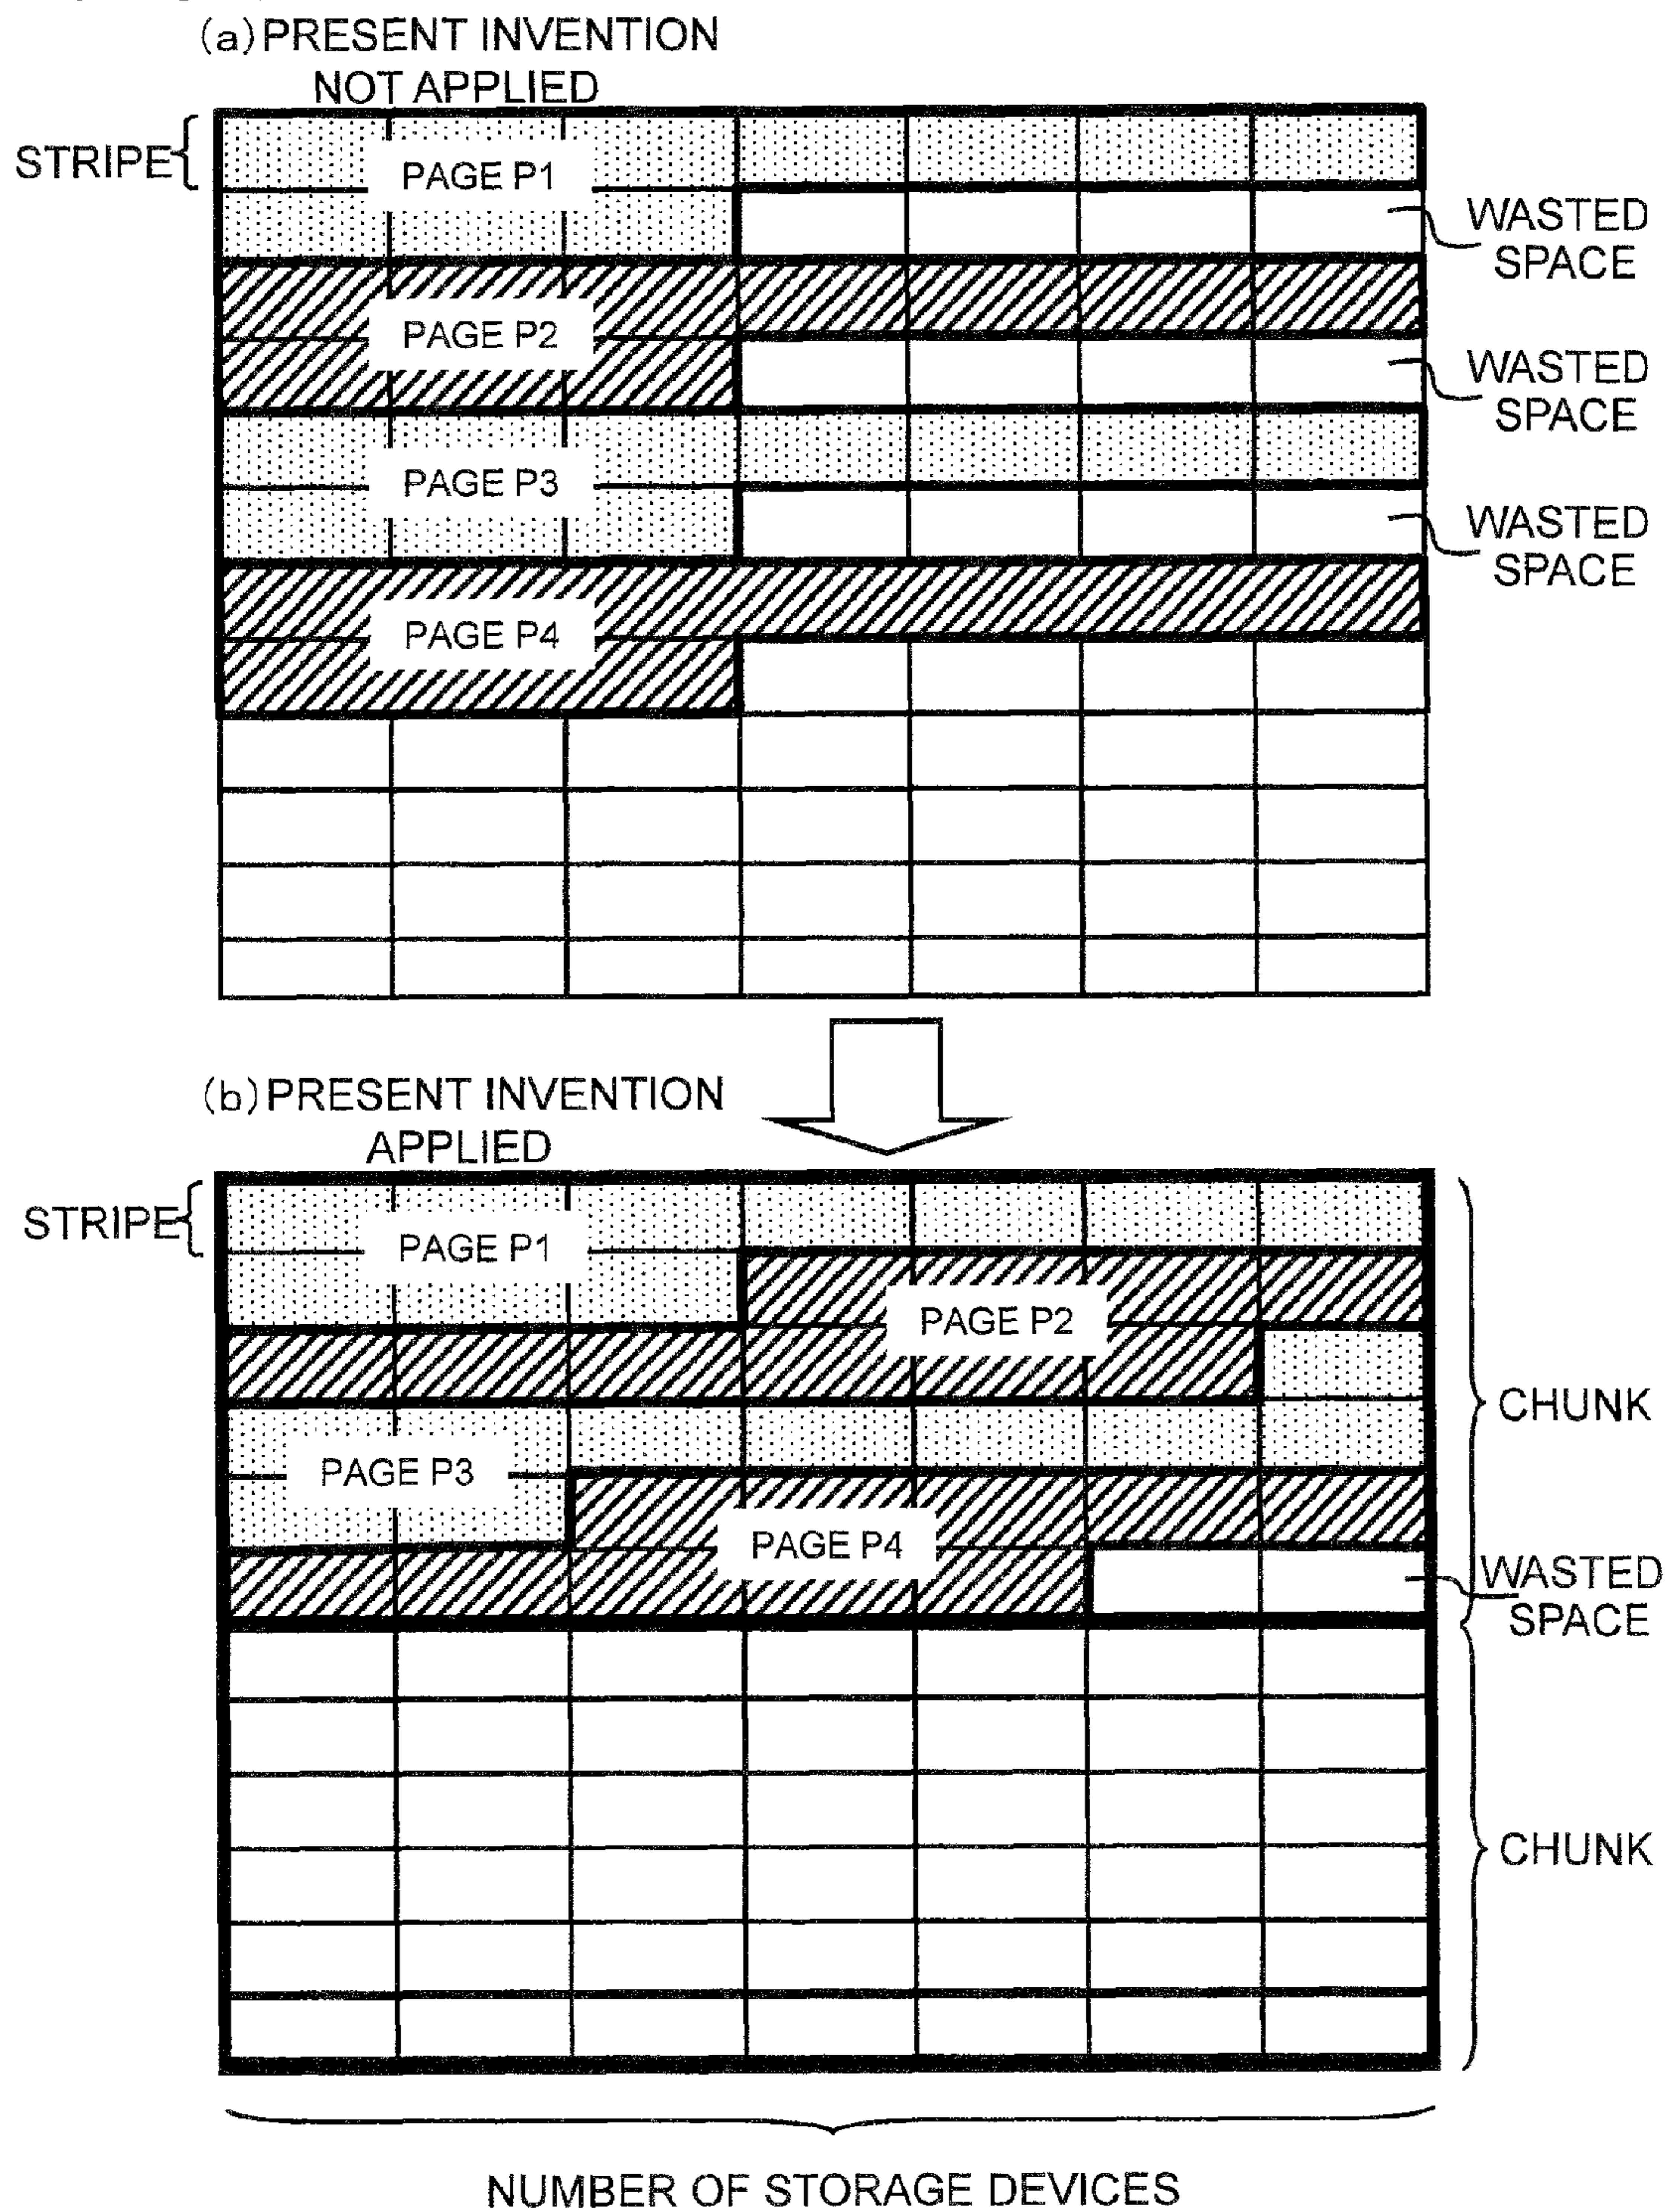 (a)PRESENT INVENTION
NOT APPLIED
STRIPE
PAGE P1
WASTED
SPACE
PAGE P2
WASTED
SPACE
PAGE P3
WASTED
SPACE
PAGE P4
(b)PRESENT INVENTION
APPLIED
STRIPE
PAGE P1
PAGE P2
CHUNK
PAGE P3
PAGE P4
WASTED
SPACE
CHUNK
NUMBER OF STORAGE DEVICES